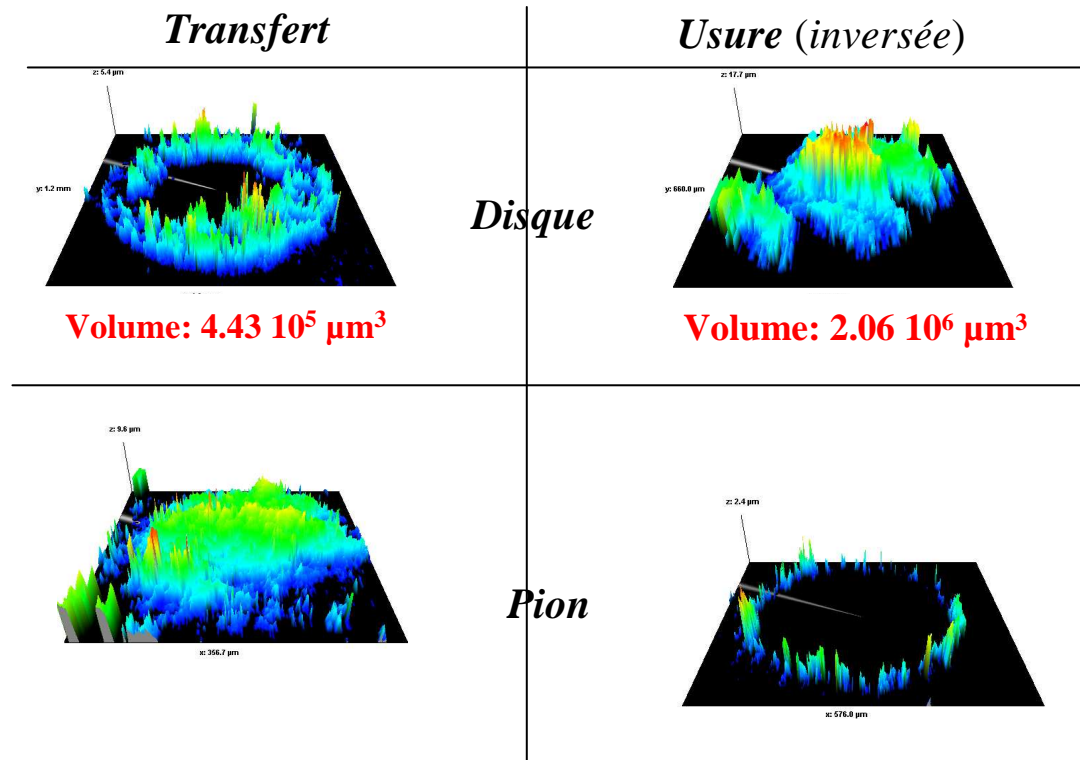 Transfert
Usure (inversée)
z: 5.4 µm
z: 17.7 µm
y: 1.2 mm
y: 660.0 µm
Disque
Volume: 4.43 10⁵ µm³
Volume: 2.06 10⁶ µm³
z: 9.6 µm
z: 2.4 µm
Pion
x: 356.7 µm
x: 576.0 µm